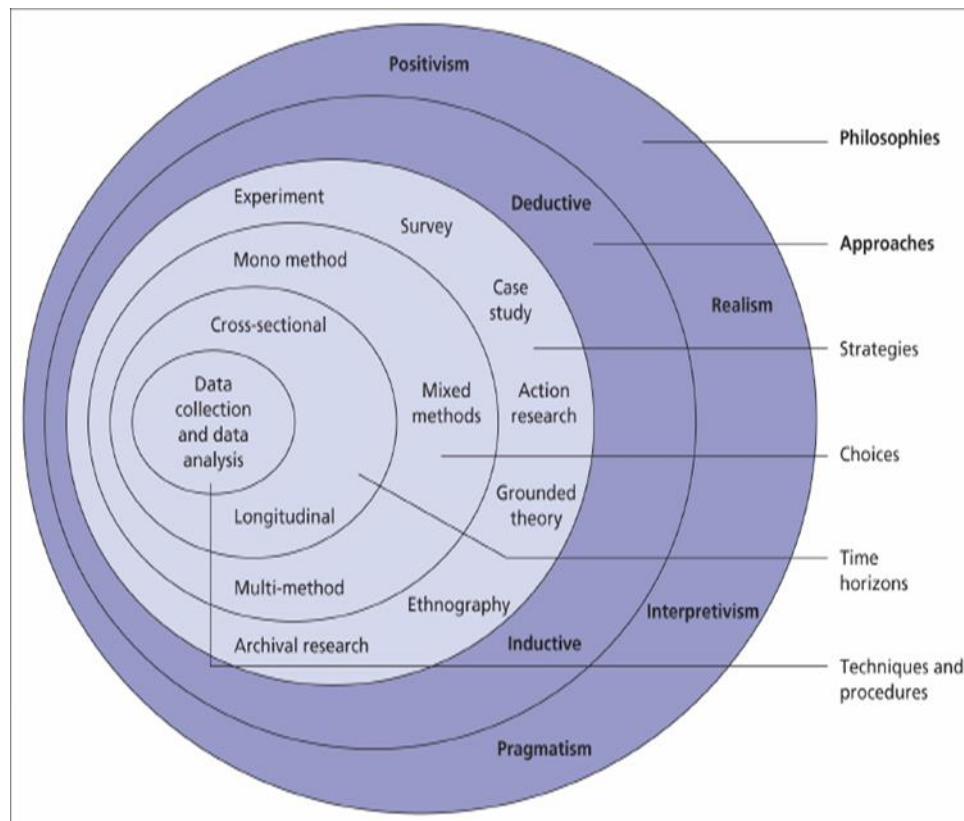 Positivism
Philosophies
Experiment
Deductive
Survey
Approaches
Mono method
Case
study
Realism
Cross-sectional
Strategies
Data
collection
and data
analysis
Mixed
methods
Action
research
Choices
Grounded
theory
Longitudinal
Time
horizons
Multi-method
Ethnography
Interpretivism
Archival research
Inductive
Techniques and
procedures
Pragmatism